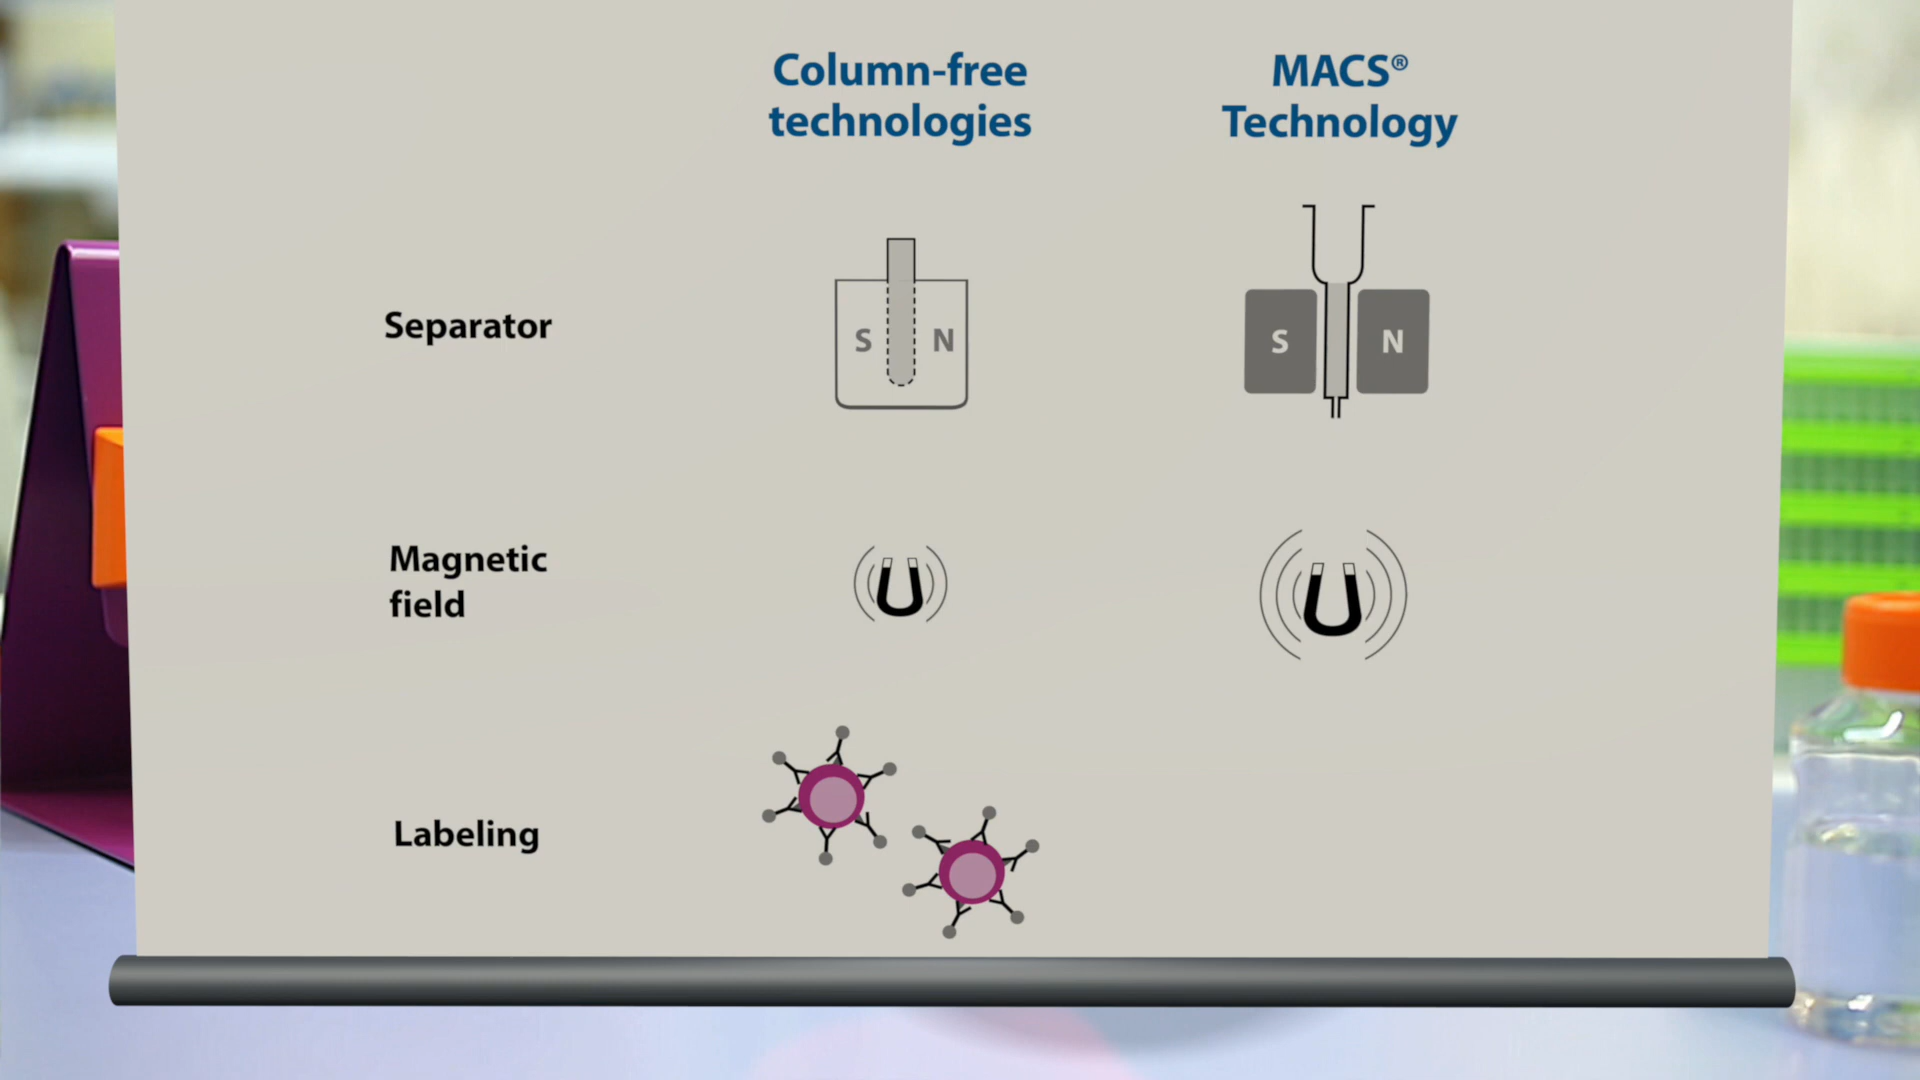 Column-free
technologies
MACS®
Technology
Separator
S N
S N
Magnetic
field
Labeling